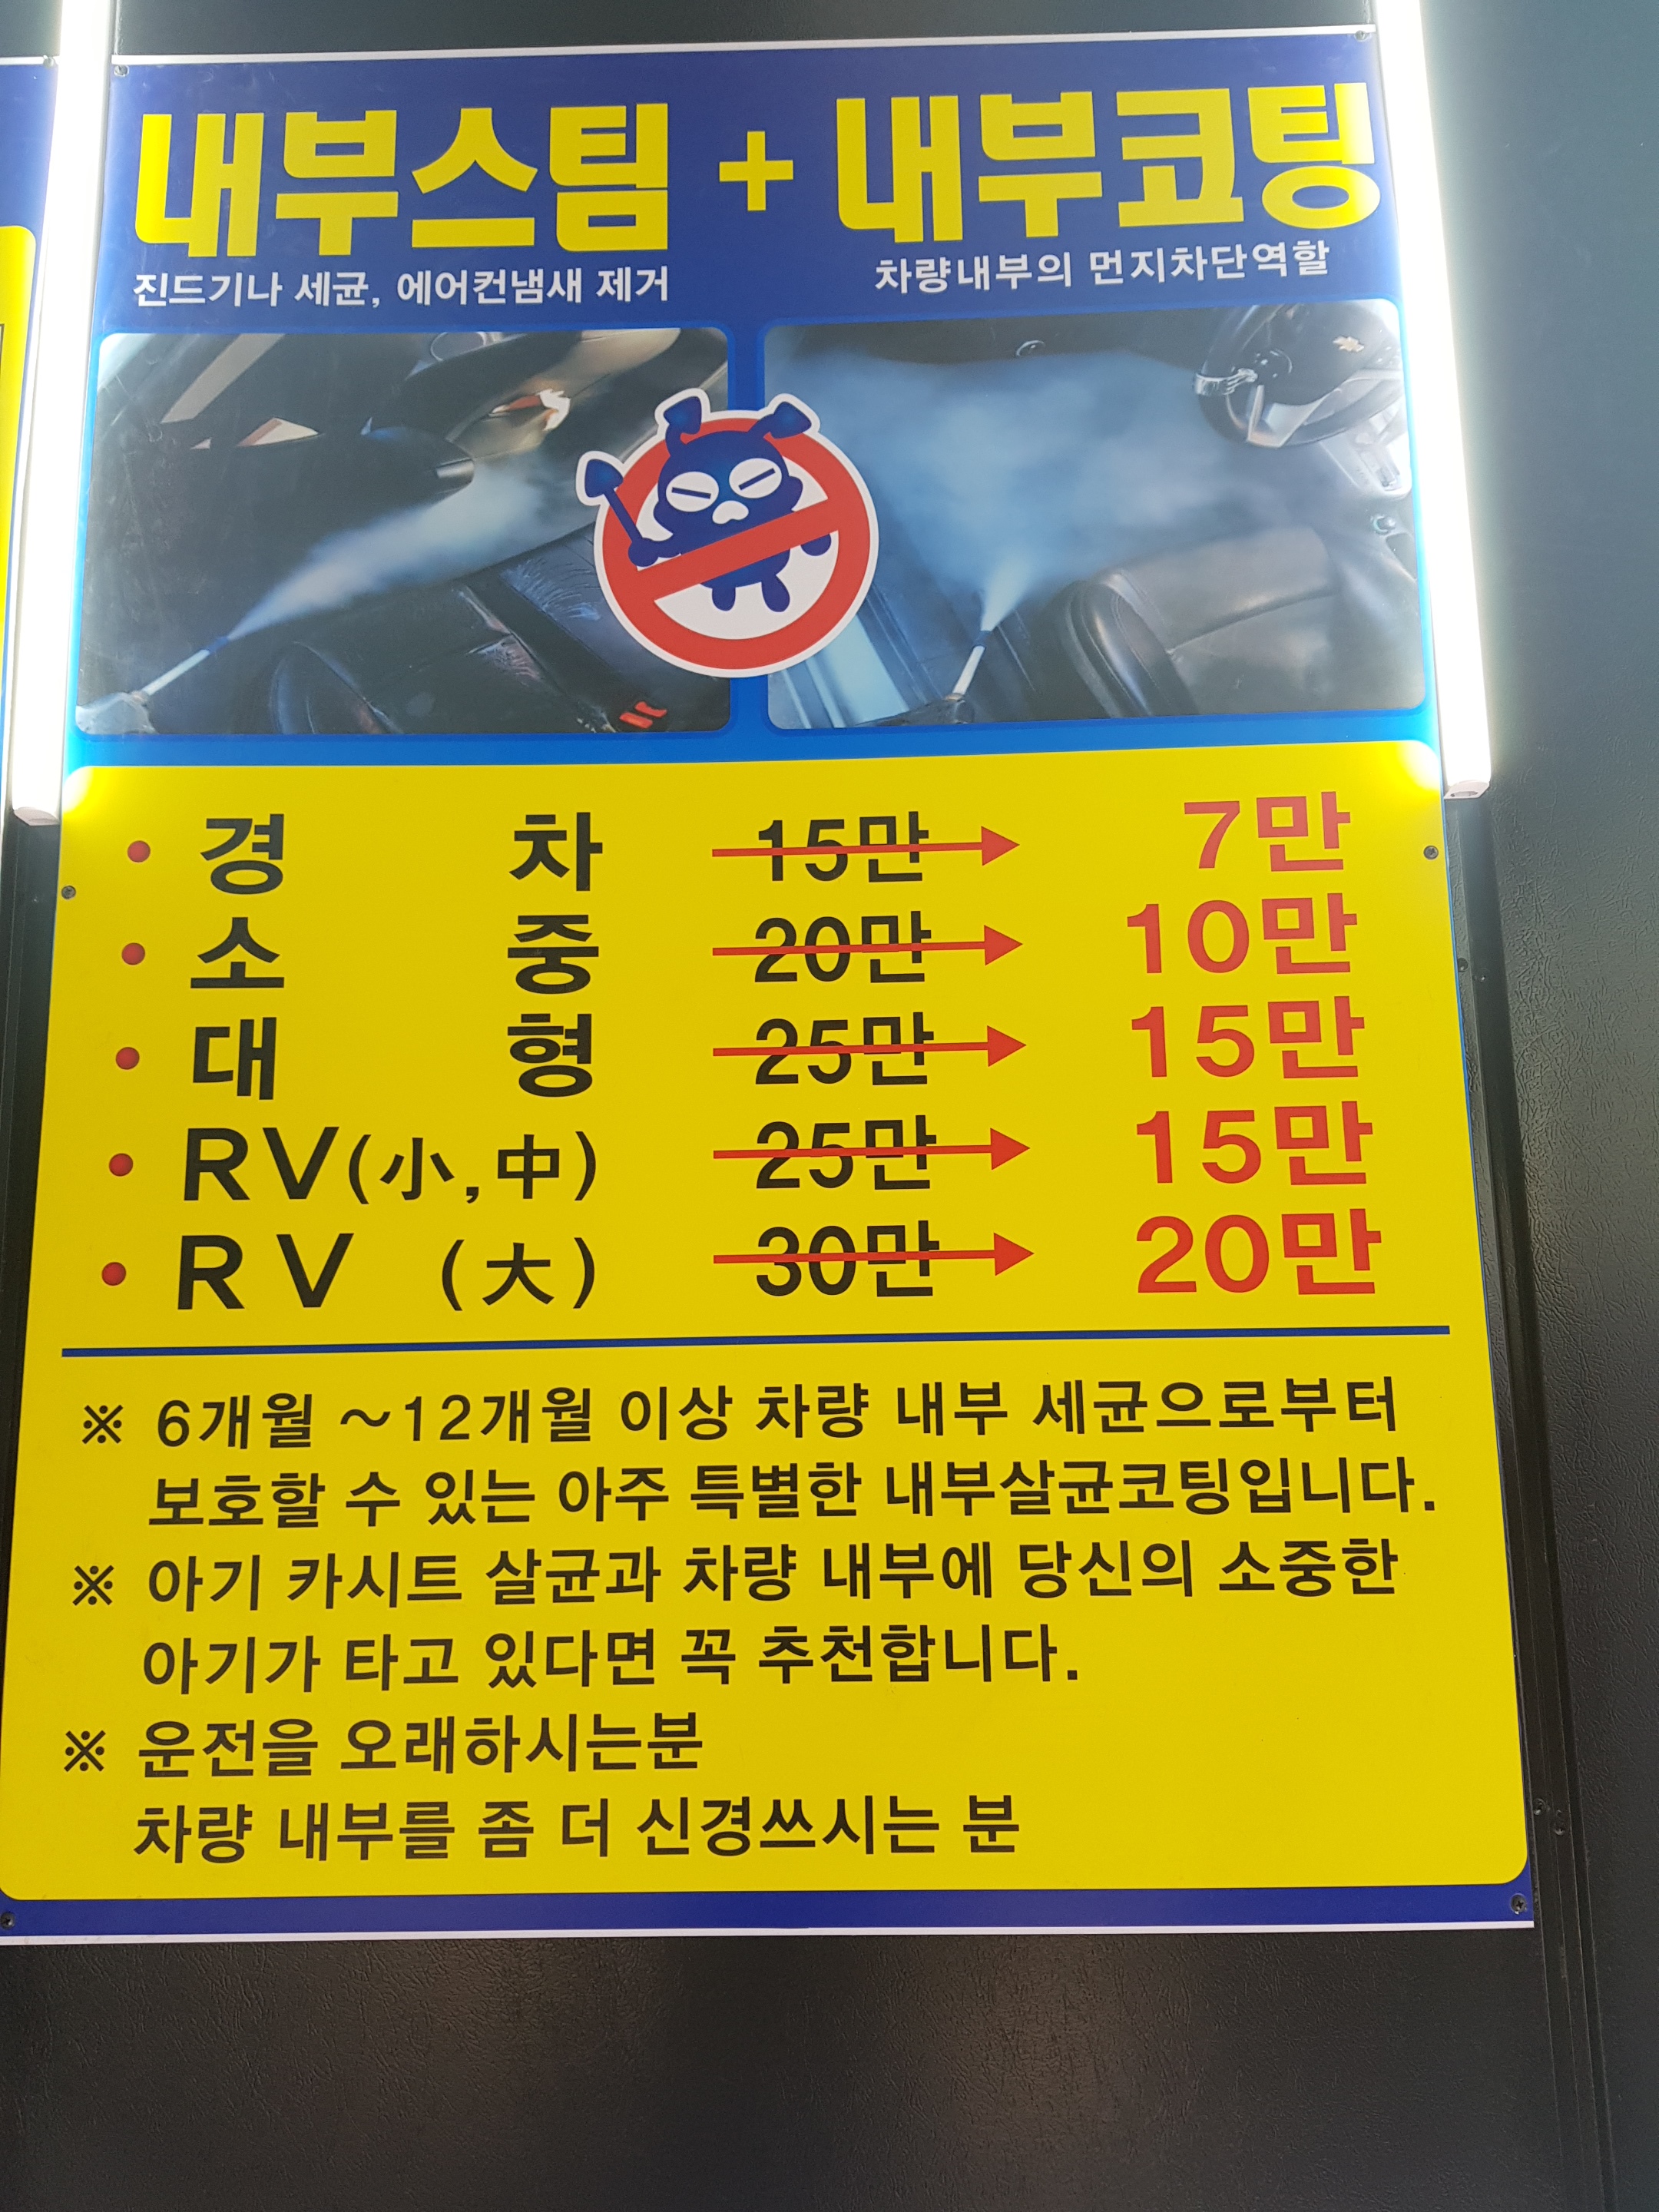 내부스팀 + 내부코팅
진드기나 세균, 에어컨냄새 제거
차량내부의 먼지차단역할
• 경 차 15만 7만
• 소 중 20만 10만
• 대 형 25만 15만
• RV(小,中) 25만 15만
• RV (大) 30만 20만
※ 6개월 ~12개월 이상 차량 내부 세균으로부터
보호할 수 있는 아주 특별한 내부살균코팅입니다.
※ 아기 카시트 살균과 차량 내부에 당신의 소중한
아기가 타고 있다면 꼭 추천합니다.
※ 운전을 오래하시는분
차량 내부를 좀 더 신경쓰시는 분